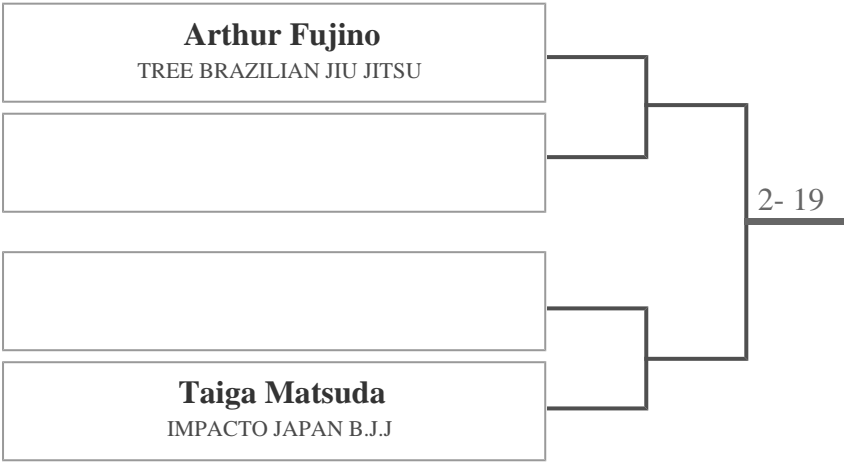 Arthur Fujino
TREE BRAZILIAN JIU JITSU
2- 19
Taiga Matsuda
IMPACTO JAPAN B.J.J